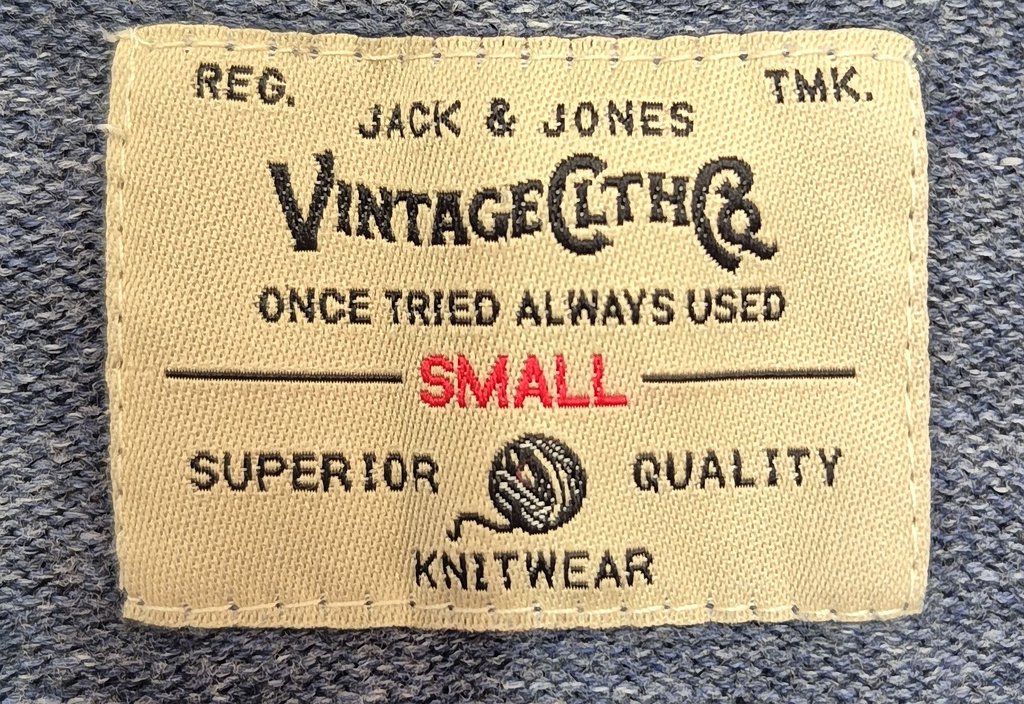 REG. TMK.
JACK & JONES
VINTAGE CLTH CO
ONCE TRIED ALWAYS USED
SMALL
SUPERIOR QUALITY
KNITWEAR